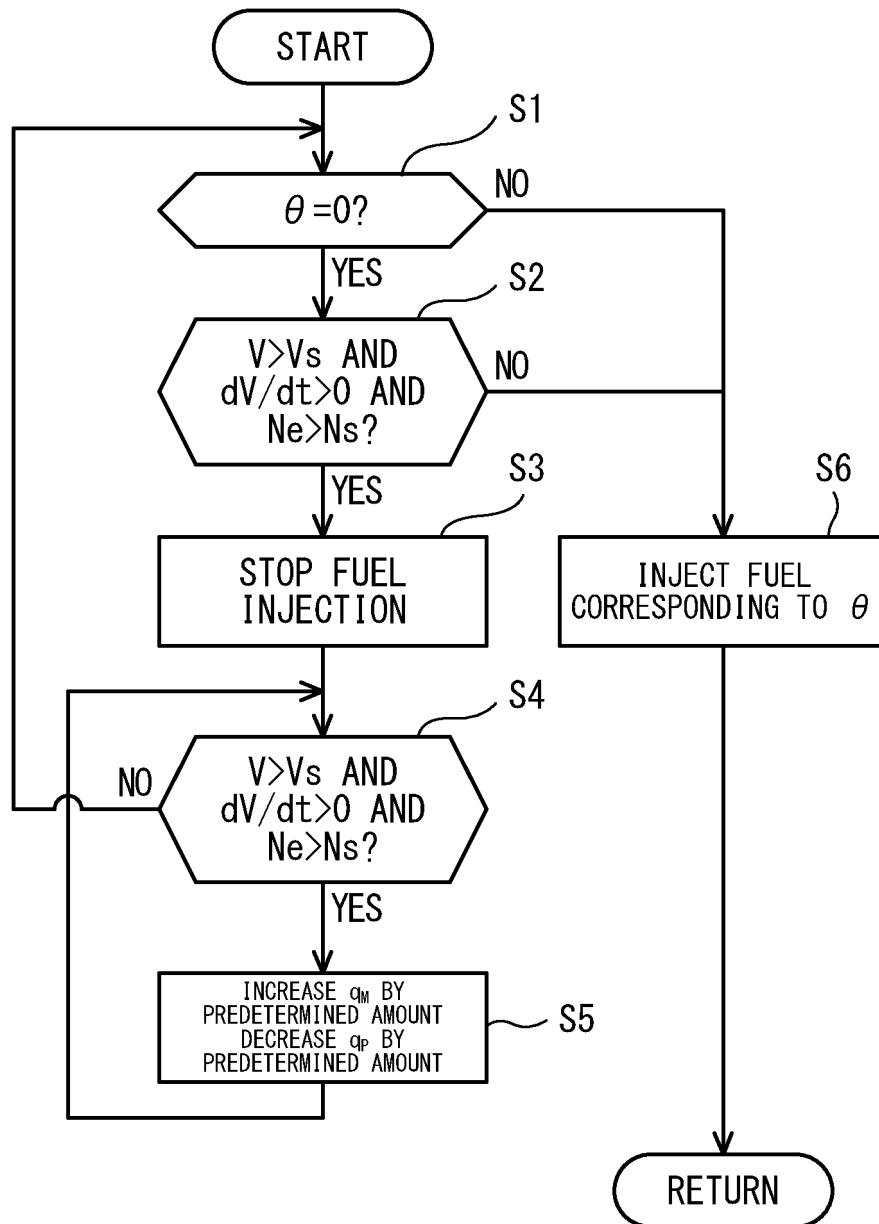 START
S1
θ=0?
NO
YES
S2
V>Vs AND
dV/dt>0 AND
Ne>Ns?
NO
YES
S3
STOP FUEL
INJECTION
S6
INJECT FUEL
CORRESPONDING TO θ
S4
V>Vs AND
dV/dt>0 AND
Ne>Ns?
NO
YES
INCREASE qM BY
PREDETERMINED AMOUNT
DECREASE qP BY
PREDETERMINED AMOUNT
S5
RETURN